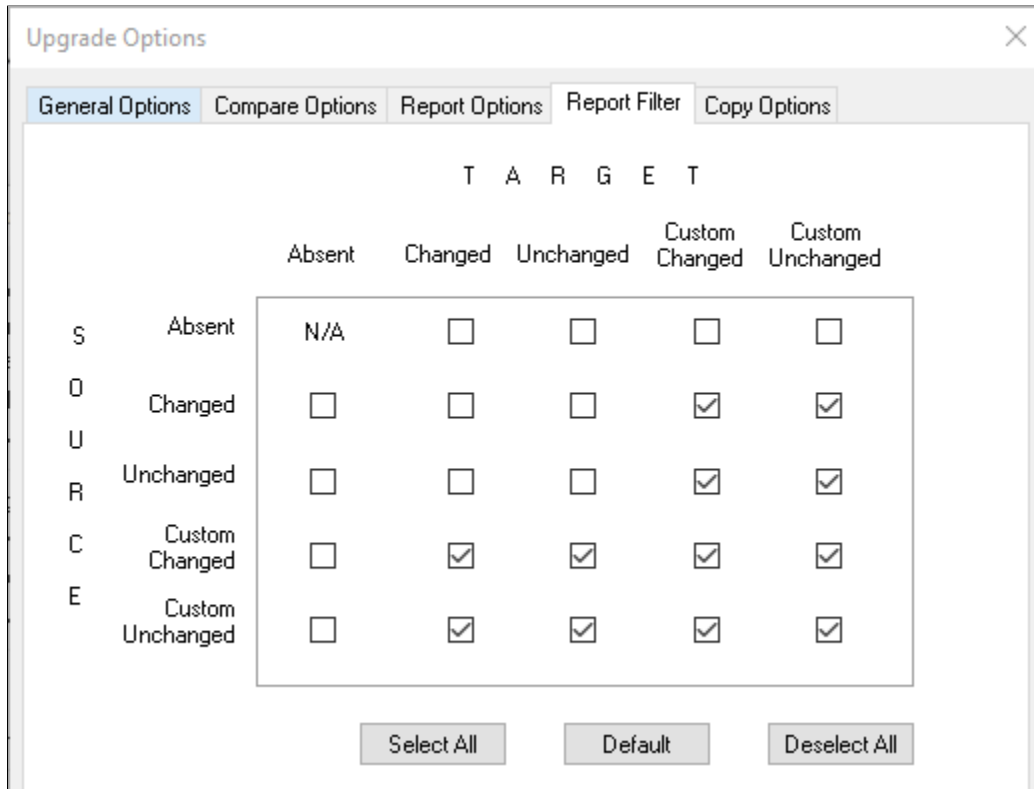 Upgrade Options
General Options Compare Options Report Options Report Filter Copy Options
T A R G E T
Absent Changed Unchanged Custom Changed Custom Unchanged
S
O
U
R
C
E
Absent N/A
Changed
Unchanged
Custom
Changed
Custom
Unchanged
Select All Default Deselect All